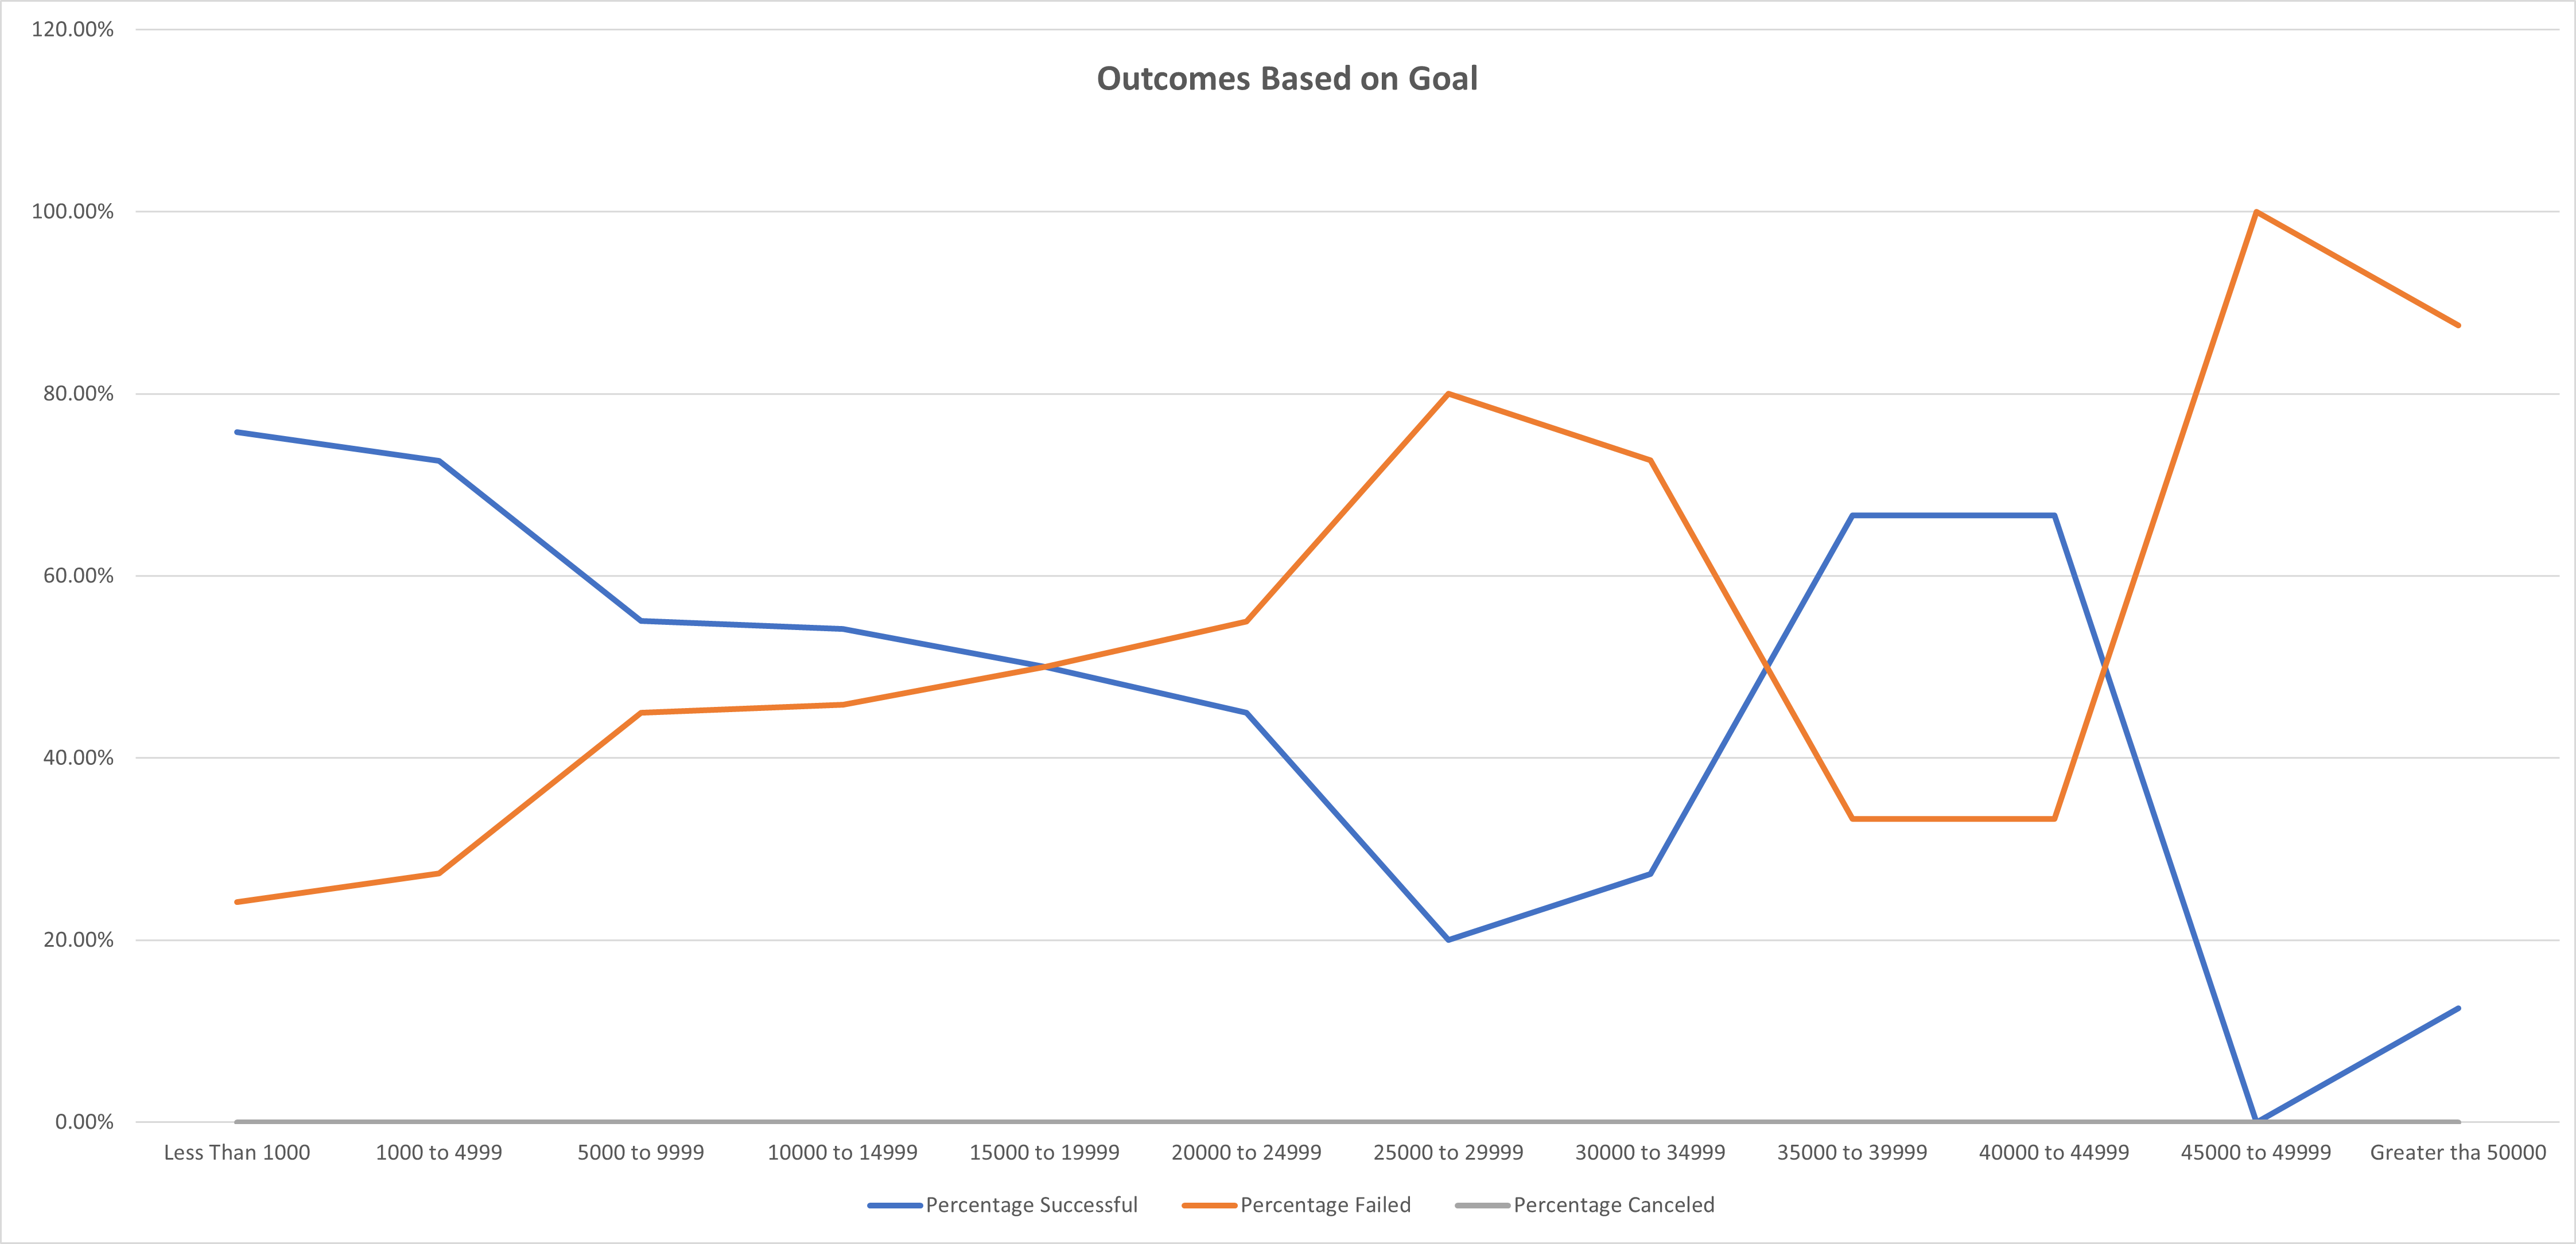 120.00%
Outcomes Based on Goal
100.00%
80.00%
60.00%
40.00%
20.00%
0.00%
Less Than 1000 1000 to 4999 5000 to 9999 10000 to 14999 15000 to 19999 20000 to 24999 25000 to 29999 30000 to 34999 35000 to 39999 40000 to 44999 45000 to 49999 Greater tha 50000
Percentage Successful Percentage Failed Percentage Canceled